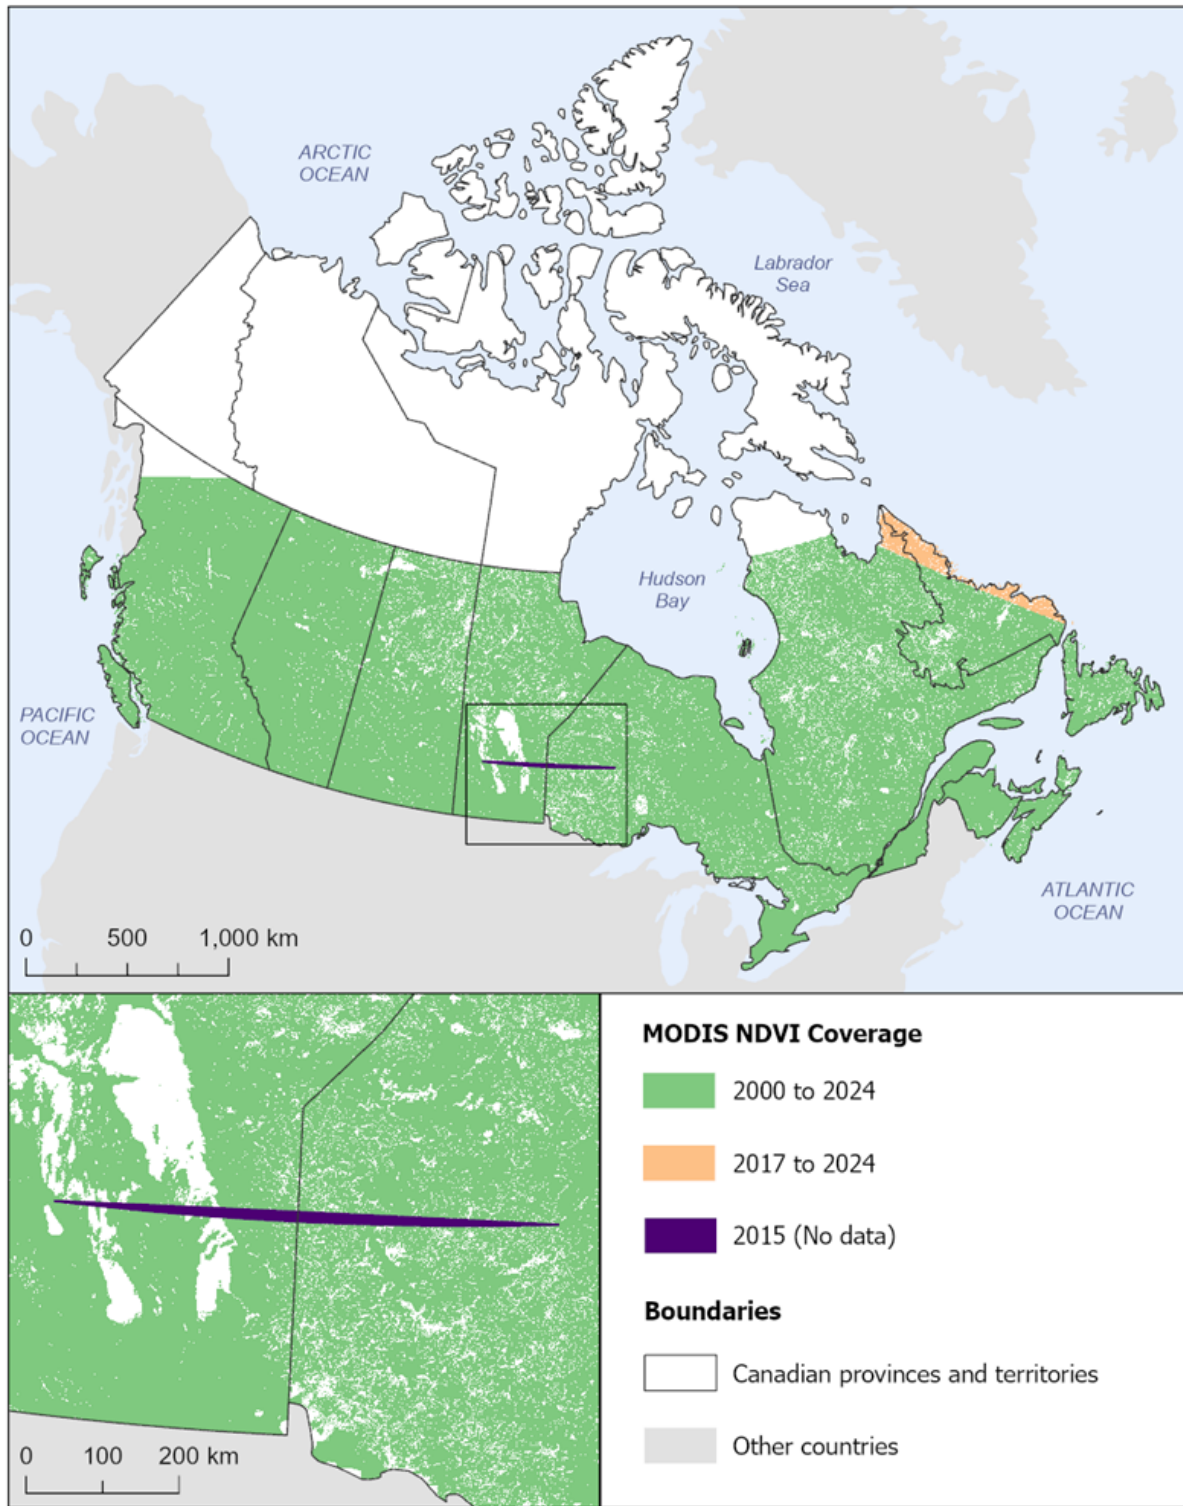 ARCTIC
OCEAN
Labrador
Sea
Hudson
Bay
PACIFIC
OCEAN
ATLANTIC
OCEAN
0 500 1,000 km
0 100 200 km
MODIS NDVI Coverage
2000 to 2024
2017 to 2024
2015 (No data)
Boundaries
Canadian provinces and territories
Other countries